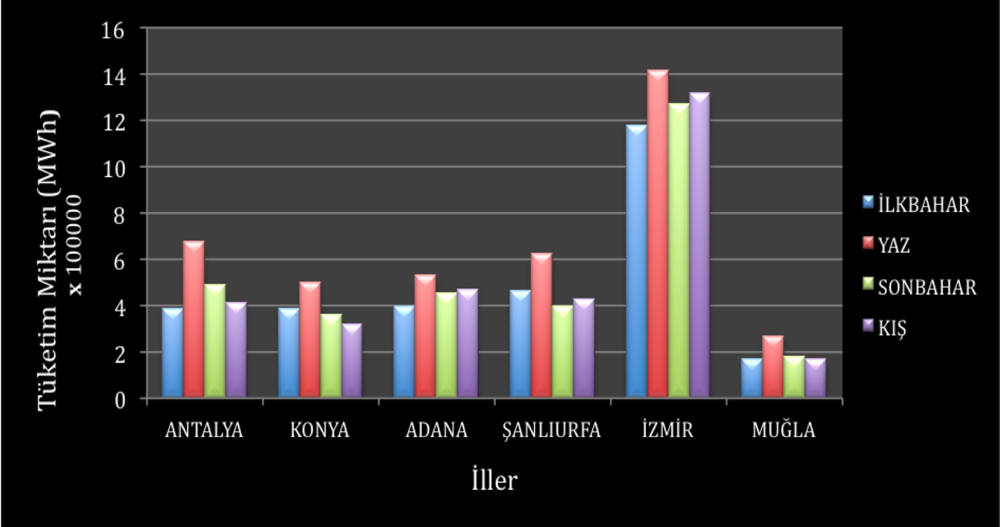 16
14
12
10
8
6
4
2
0
Tüketim Miktarı (MWh)
x 100000
ANTALYA KONYA ADANA ŞANLIURFA İZMİR MUĞLA
İller
İLKBAHAR
YAZ
SONBAHAR
KIŞ